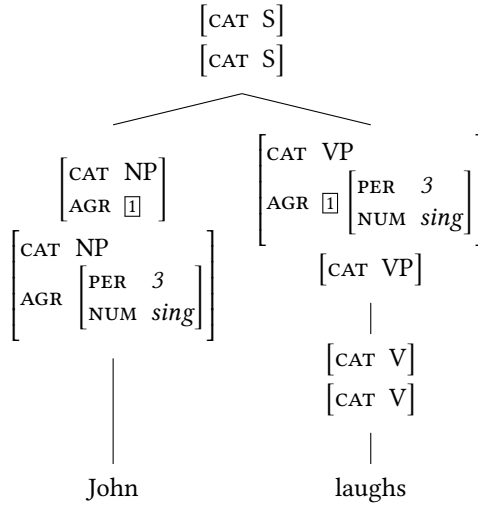 [CAT S]
[CAT S]
[CAT NP]
[AGR 1]
[CAT NP]
[AGR [PER 3]
[NUM sing]]
[CAT VP]
[AGR 1 [PER 3]
[NUM sing]]
[CAT VP]
[CAT V]
[CAT V]
John
laughs